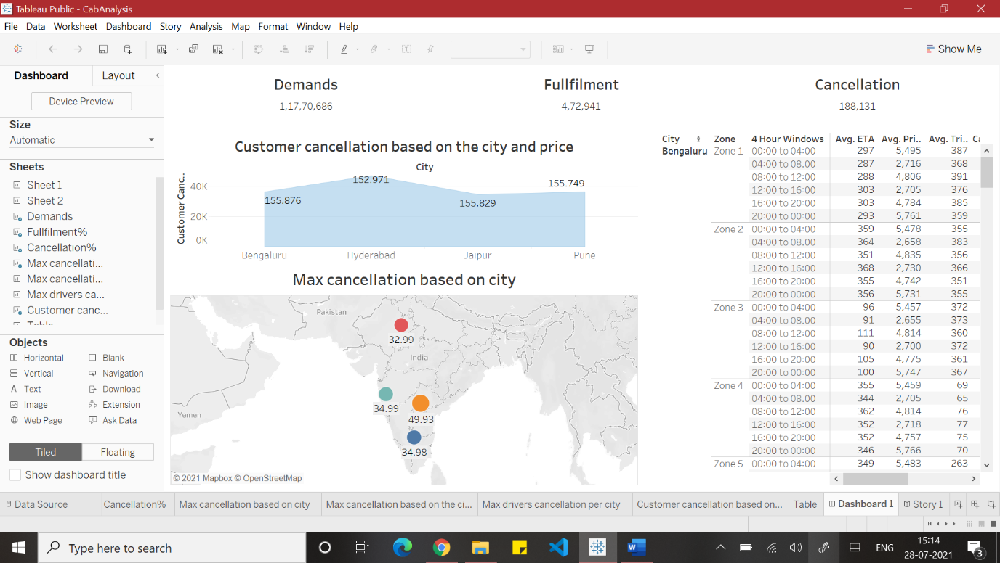 Tableau Public - CabAnalysis
File Data Worksheet Dashboard Story Analysis Map Format Window Help
Show Me
Dashboard Layout
Device Preview
Size
Automatic
Sheets
Sheet 1
Sheet 2
Demands
Fullfilment%
Cancellation%
Max cancellati...
Max cancellati...
Max drivers ca...
Customer canc...
Objects
Horizontal Blank
Vertical Navigation
Text Download
Image Extension
Web Page Ask Data
Tiled Floating
Show dashboard title
Demands
1,17,70,686
Fullfilment
4,72,941
Cancellation
188,131
Customer cancellation based on the city and price
City
Customer Canc..
40K
20K
0K
155.876
152.971
155.829
155.749
Bengaluru Hyderabad Jaipur Pune
Max cancellation based on city
Pakistan
India
Yemen
32.99
34.99
49.93
34.98
© 2021 Mapbox © OpenStreetMap
City Zone 4 Hour Windows Avg. ETA Avg. Pri.. Avg. Tri..
Bengaluru Zone 1 00:00 to 04:00 297 5,495 387
04:00 to 08.00 287 2,716 368
08:00 to 12:00 288 4,806 391
12:00 to 16:00 303 2,705 376
16:00 to 20:00 303 4,784 385
20:00 to 00:00 293 5,761 359
Zone 2 00:00 to 04:00 359 5,478 355
04:00 to 08.00 364 2,658 383
08:00 to 12:00 351 4,835 356
12:00 to 16:00 368 2,730 366
16:00 to 20:00 355 4,742 351
20:00 to 00:00 356 5,731 355
Zone 3 00:00 to 04:00 96 5,457 372
04:00 to 08.00 91 2,655 373
08:00 to 12:00 111 4,814 360
12:00 to 16:00 90 2,700 372
16:00 to 20:00 105 4,775 361
20:00 to 00:00 100 5,747 367
Zone 4 00:00 to 04:00 355 5,459 69
04:00 to 08.00 344 2,705 65
08:00 to 12:00 362 4,814 76
12:00 to 16:00 352 2,718 77
16:00 to 20:00 352 4,757 75
20:00 to 00:00 346 5,766 70
Zone 5 00:00 to 04:00 349 5,483 263
Data Source Cancellation% Max cancellation based on city Max cancellation based on the ci... Max drivers cancellation per city Customer cancellation based on... Table Dashboard 1 Story 1
Type here to search
ENG
15:14
28-07-2021
3